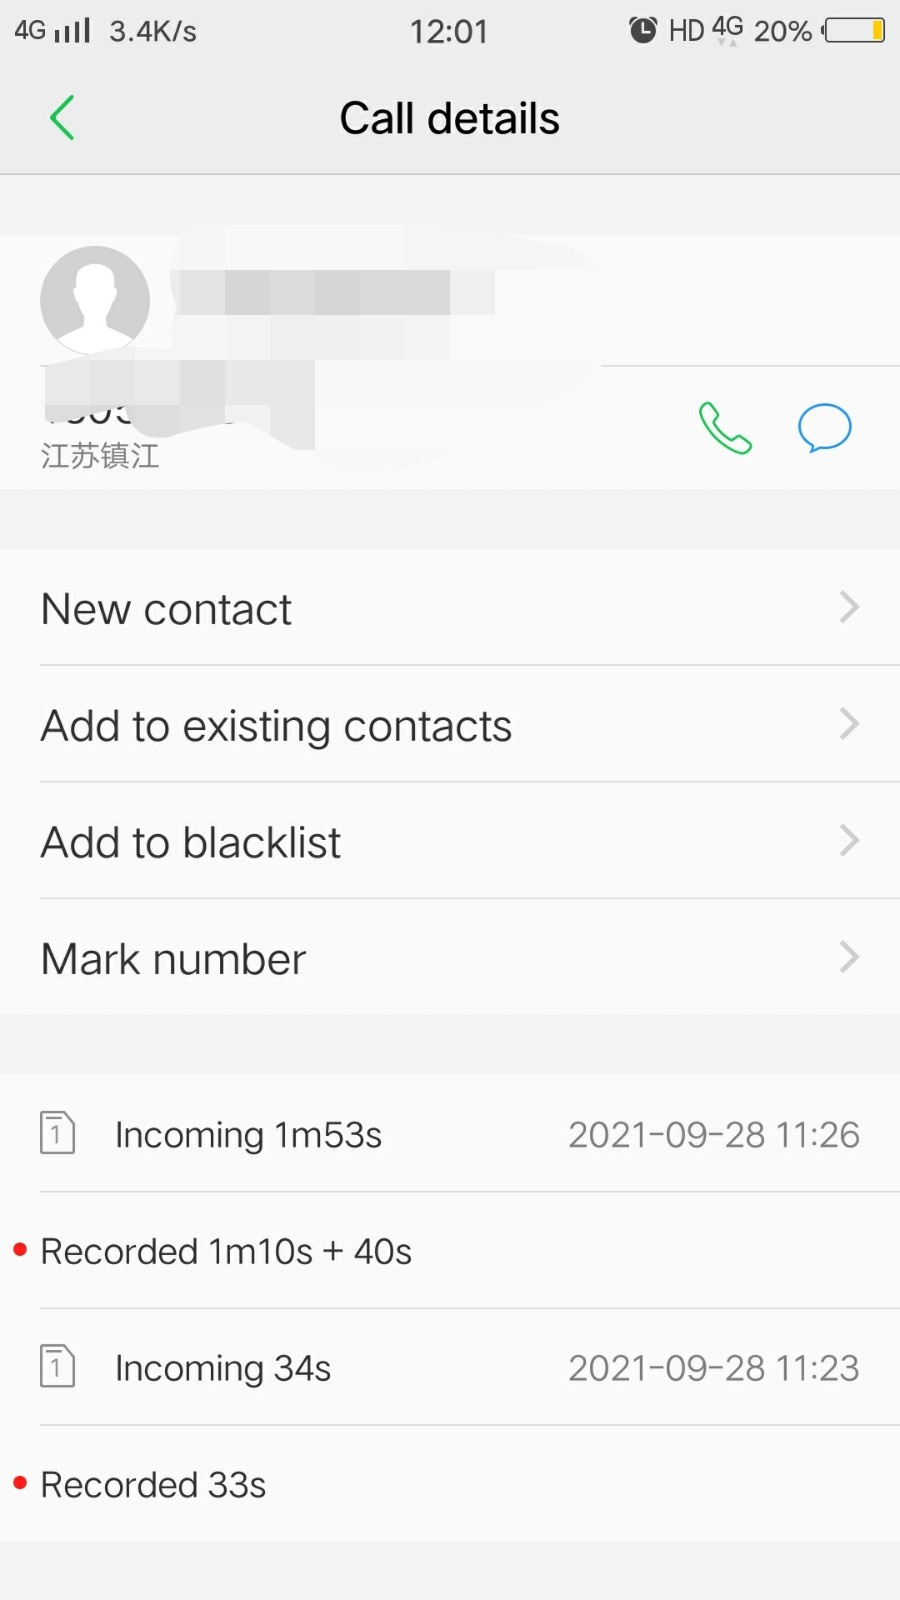 4G 3.4K/s 12:01 HD 4G 20%
Call details
江苏镇江
New contact
Add to existing contacts
Add to blacklist
Mark number
1 Incoming 1m53s 2021-09-28 11:26
Recorded 1m10s + 40s
1 Incoming 34s 2021-09-28 11:23
Recorded 33s